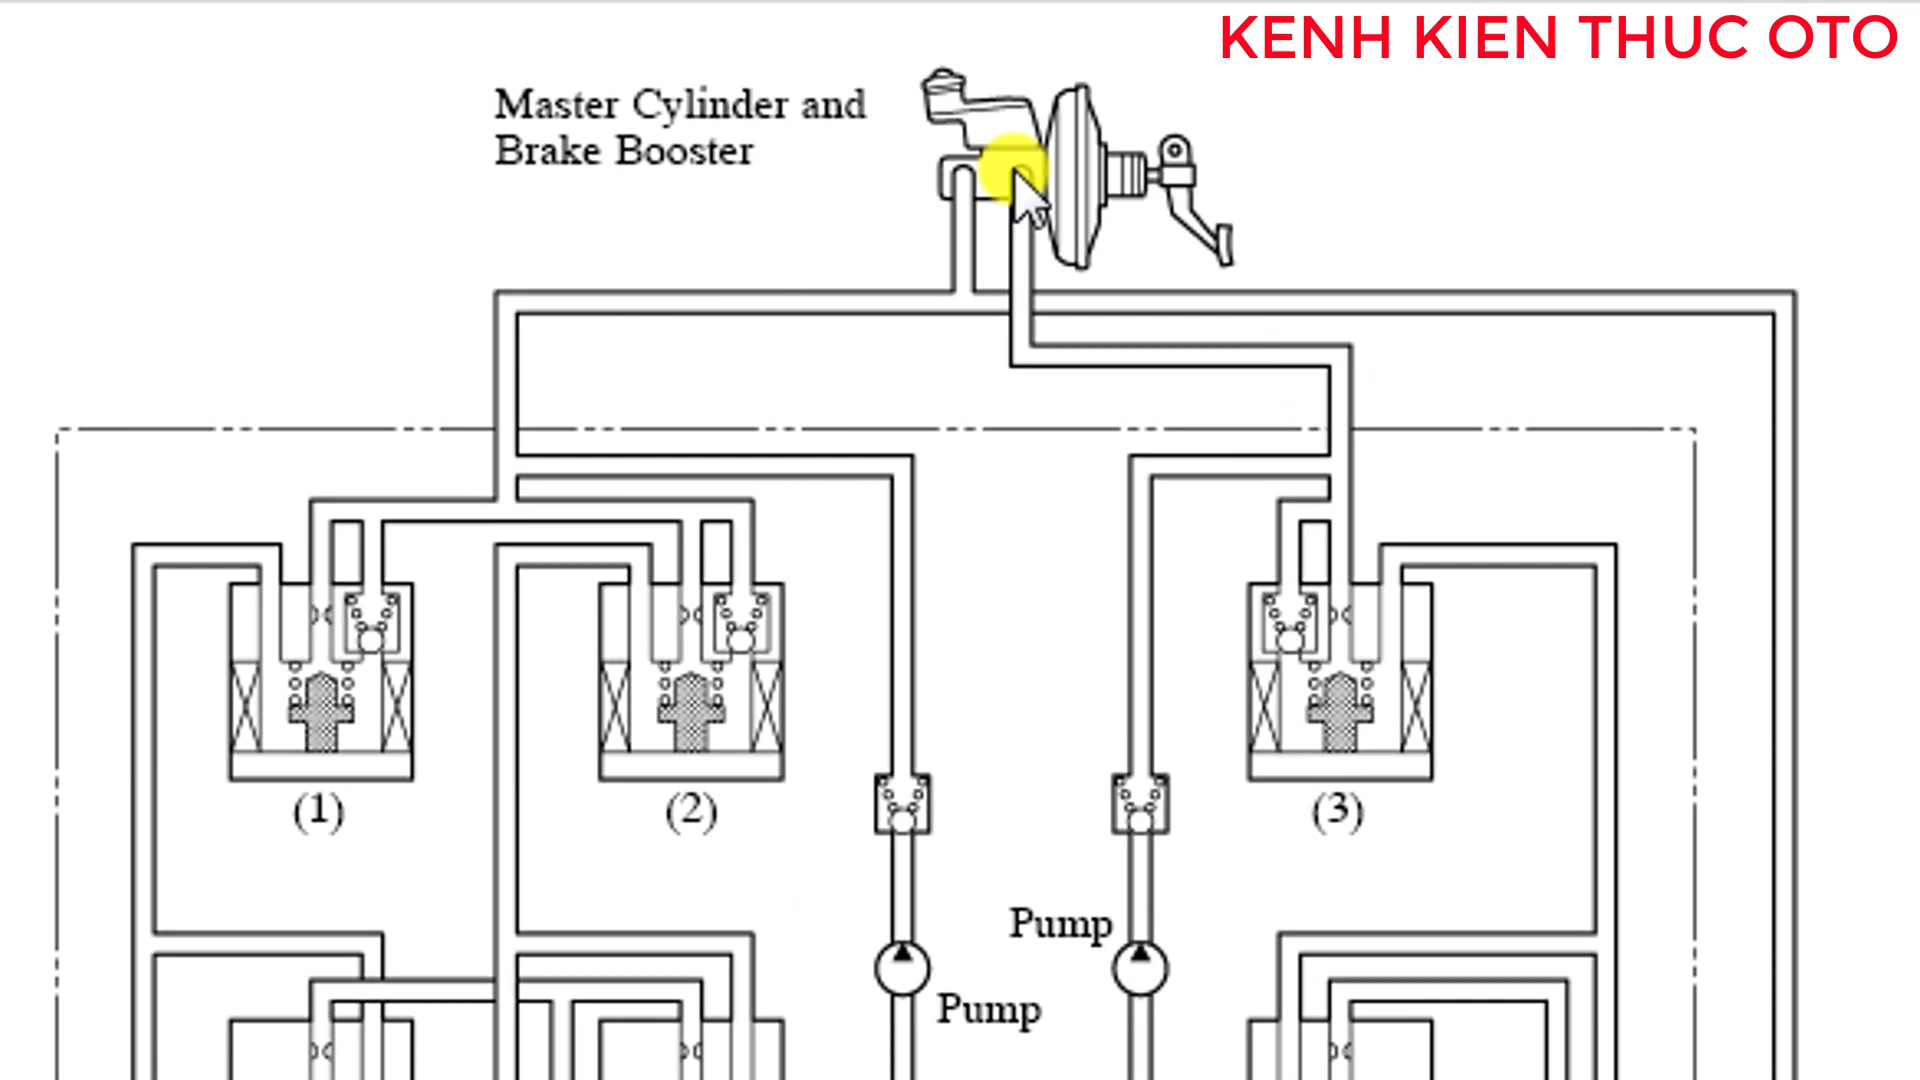 KENH KIEN THUC OTO
Master Cylinder and
Brake Booster
(1)
(2)
(3)
Pump
Pump